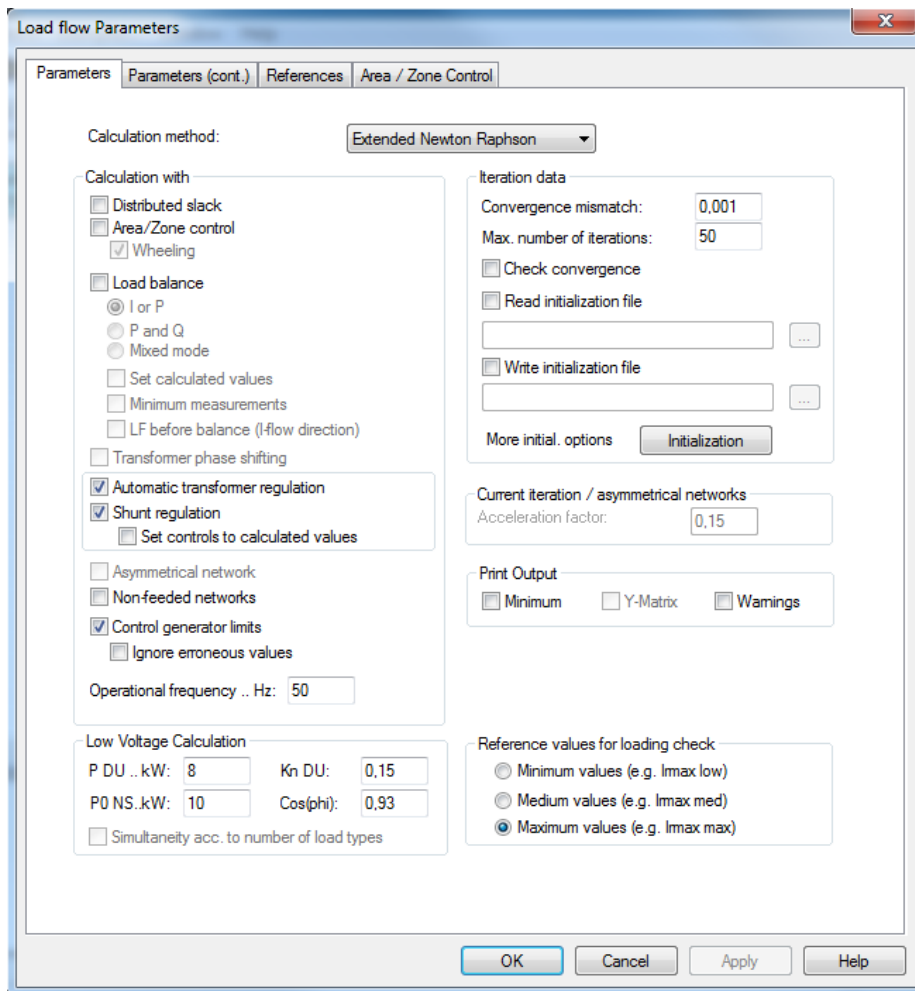 Load flow Parameters
Help
Parameters
Parameters (cont.)
References
Area / Zone Control
Calculation method:
Extended Newton Raphson
Calculation with
Distributed slack
Area/Zone control
Wheeling
Load balance
I or P
P and Q
Mixed mode
Set calculated values
Minimum measurements
LF before balance (I-flow direction)
Transformer phase shifting
Automatic transformer regulation
Shunt regulation
Set controls to calculated values
Asymmetrical network
Non-feeded networks
Control generator limits
Ignore erroneous values
Operational frequency .. Hz: 50
Iteration data
Convergence mismatch: 0,001
Max. number of iterations: 50
Check convergence
Read initialization file
...
Write initialization file
...
More initial. options
Initialization
Current iteration / asymmetrical networks
Acceleration factor: 0,15
Print Output
Minimum
Y-Matrix
Warnings
Low Voltage Calculation
P DU .. kW: 8
Kn DU: 0,15
P0 NS..kW: 10
Cos(phi): 0,93
Simultaneity acc. to number of load types
Reference values for loading check
Minimum values (e.g. Irmax low)
Medium values (e.g. Irmax med)
Maximum values (e.g. Irmax max)
OK
Cancel
Apply
Help